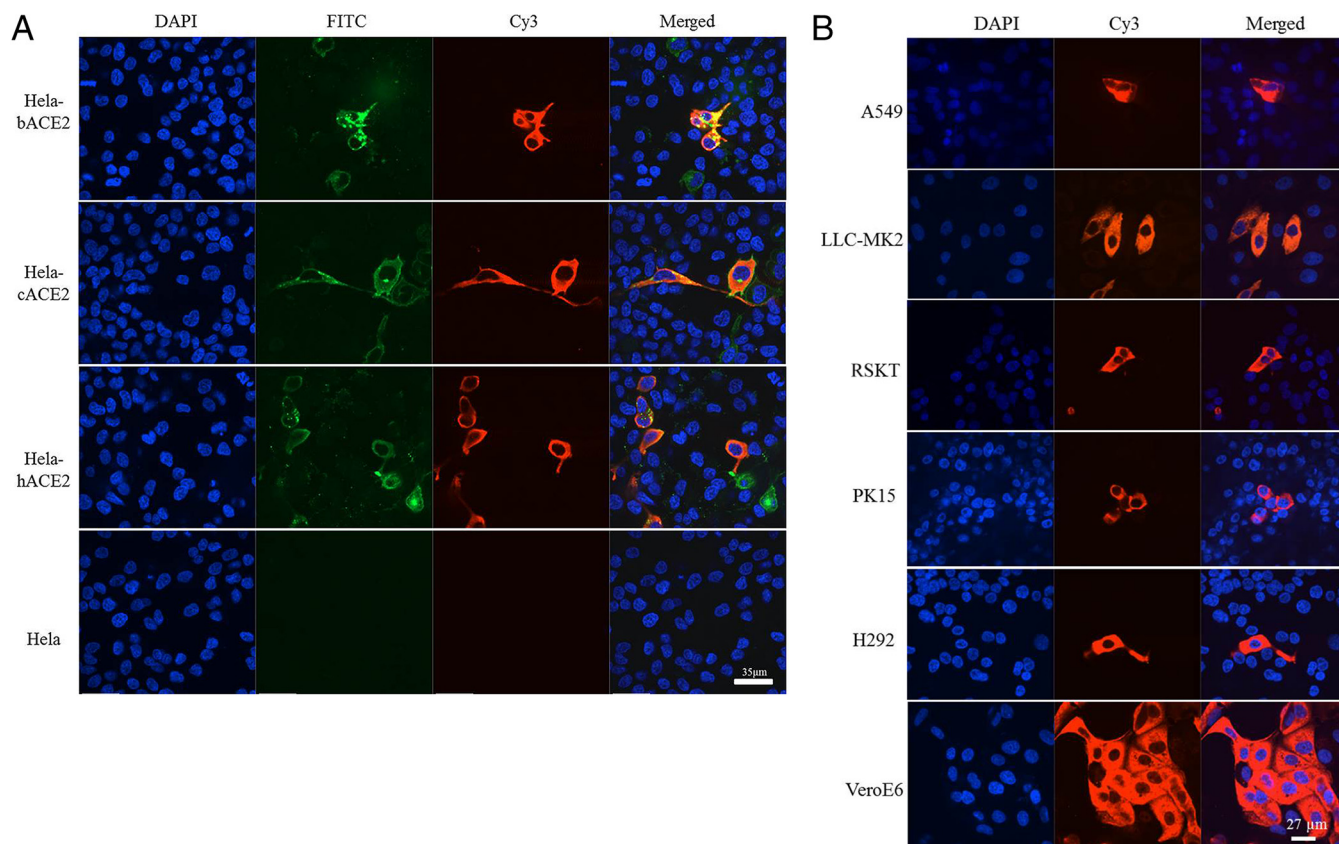 A
DAPI FITC Cy3 Merged
Hela-
bACE2
Hela-
cACE2
Hela-
hACE2
Hela
35μm
B
DAPI Cy3 Merged
A549
LLC-MK2
RSKT
PK15
H292
VeroE6
27 μm